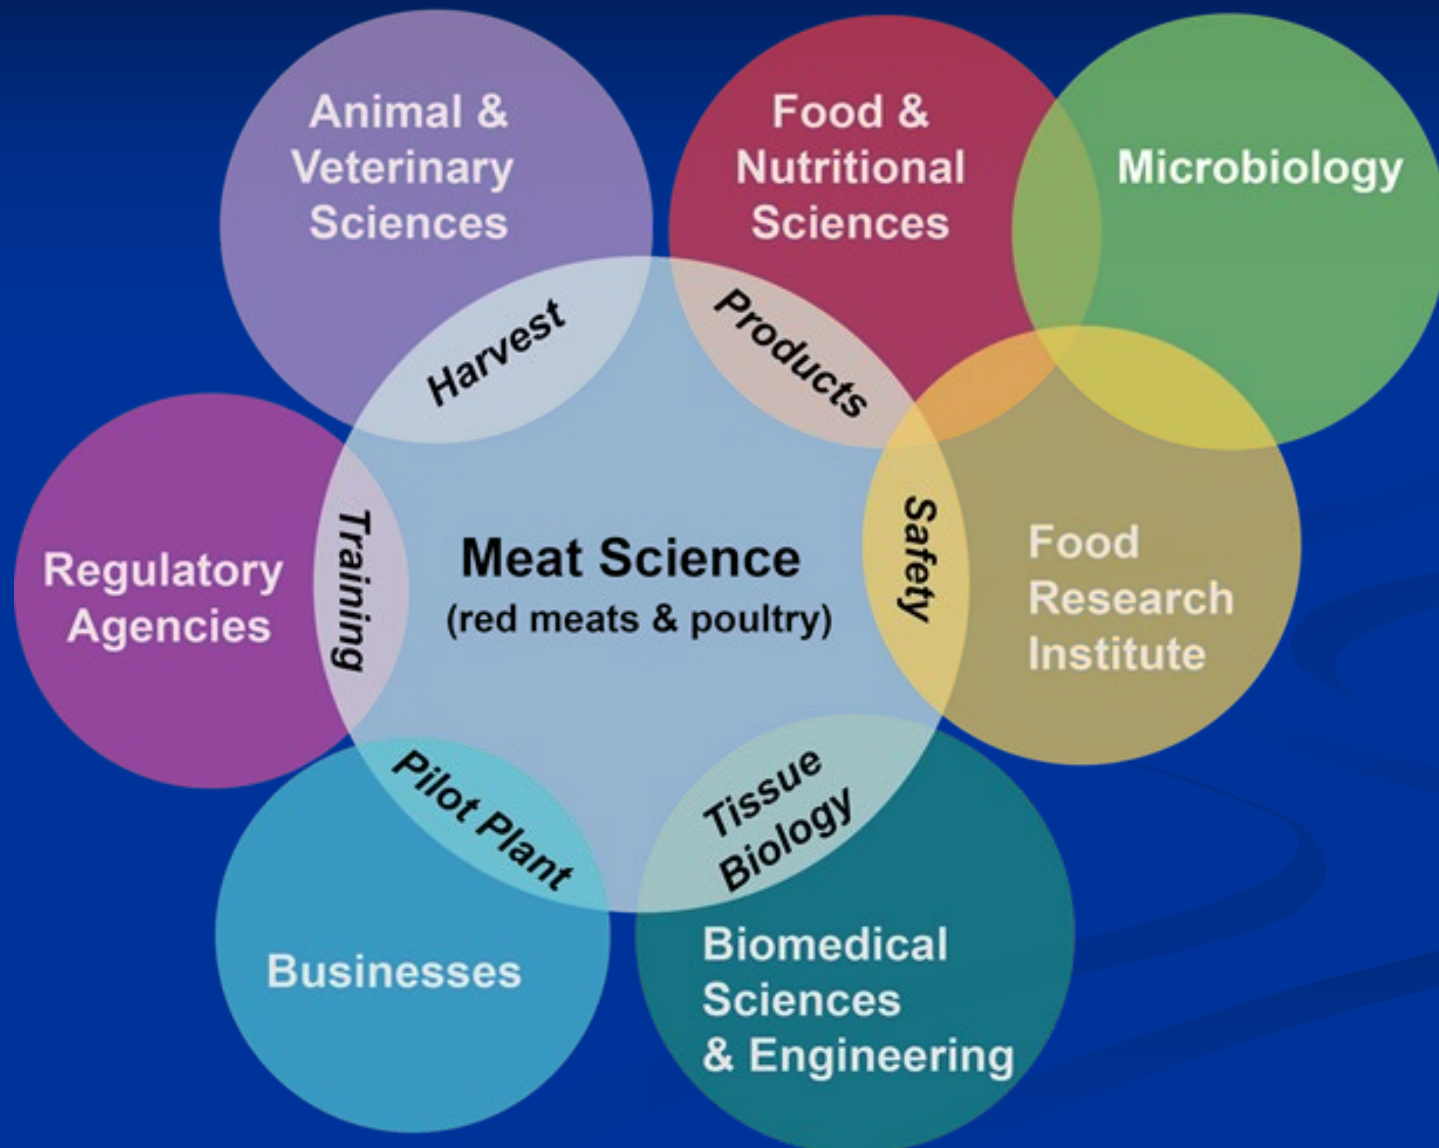 Animal &
Veterinary
Sciences
Food &
Nutritional
Sciences
Microbiology
Harvest
Products
Regulatory
Agencies
Training
Meat Science
(red meats & poultry)
Safety
Food
Research
Institute
Pilot Plant
Tissue
Biology
Businesses
Biomedical
Sciences
& Engineering